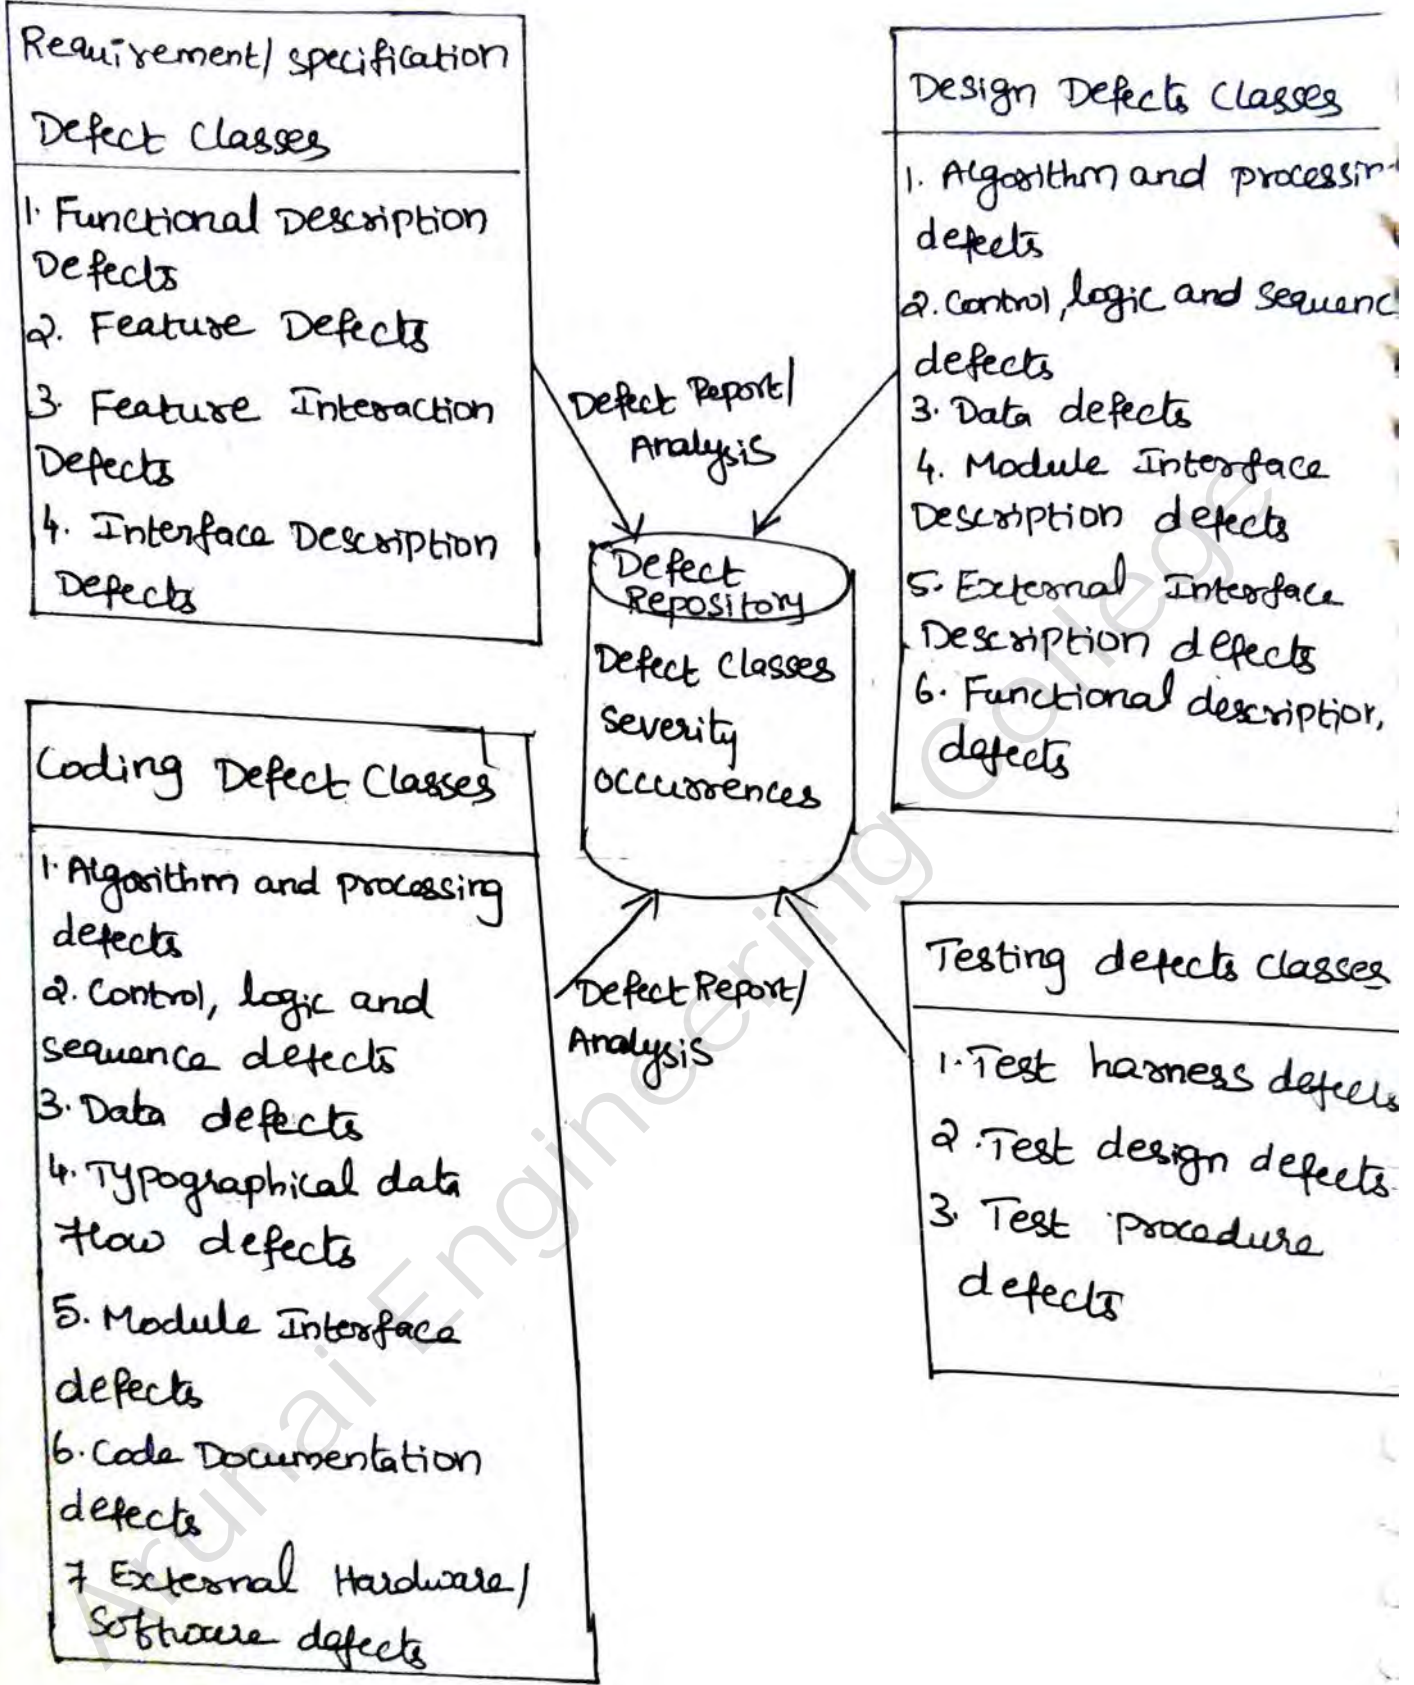 Requirement/ specification
Defect Classes
1. Functional Description
Defects
2. Feature Defects
3. Feature Interaction
Defects
4. Interface Description
Defects
Design Defects Classes
1. Algorithm and processin
defects
2. Control, logic and sequenc
defects
3. Data defects
4. Module Interface
Description defects
5. External Interface
Description defects
6. Functional description,
defects
Defect Report/
Analysis
Defect
Repository
Defect Classes
severity
occurrences
Coding Defect Classes
1. Algorithm and processing
defects
2. Control, logic and
sequence defects
3. Data defects
4. Typographical data
flow defects
5. Module Interface
defects
6. Code Documentation
defects
7 External Hardware/
Software defects
Defect Report/
Analysis
Testing defects classes
1. Test harness defects
2. Test design defects
3. Test procedure
defects
Arunai Engineering College